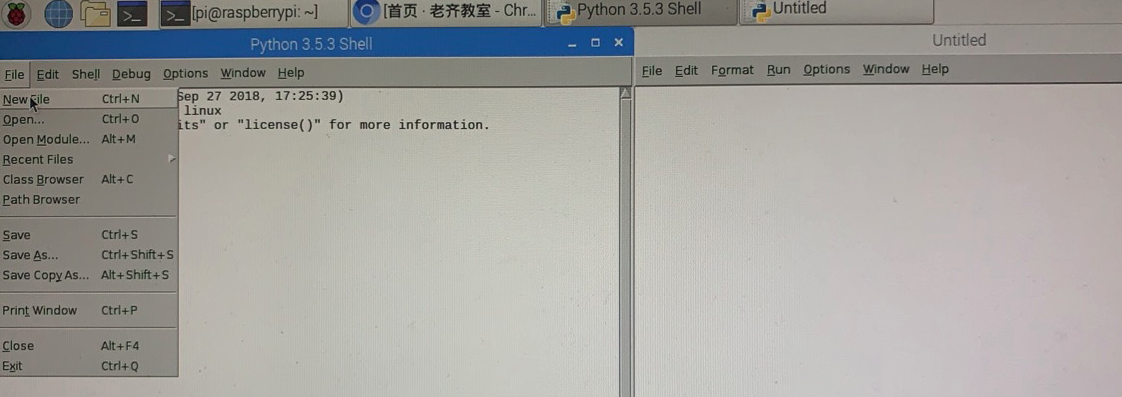 [pi@raspberrypi: ~] [首页 · 老齐教室 - Chr... Python 3.5.3 Shell Untitled
Python 3.5.3 Shell
Untitled
File Edit Shell Debug Options Window Help
File Edit Format Run Options Window Help
New File Ctrl+N
Open... Ctrl+O
Open Module... Alt+M
Recent Files
Class Browser Alt+C
Path Browser
Save Ctrl+S
Save As... Ctrl+Shift+S
Save Copy As... Alt+Shift+S
Print Window Ctrl+P
Close Alt+F4
Exit Ctrl+Q
Sep 27 2018, 17:25:39)
linux
its" or "license()" for more information.